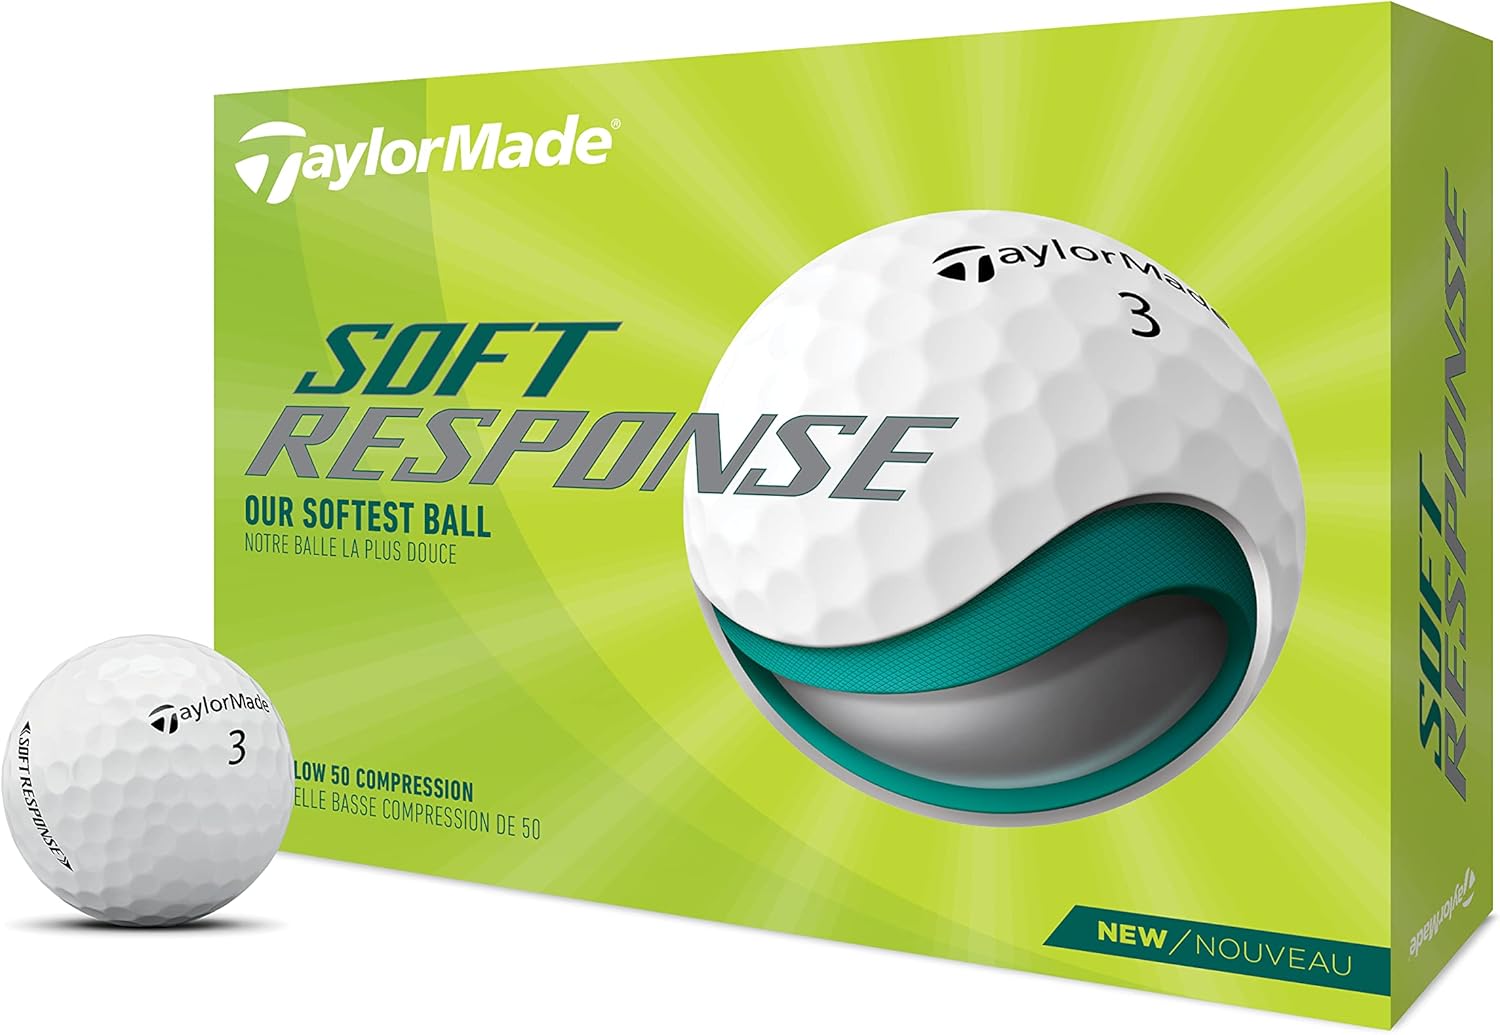 TaylorMade®
SOFT
RESPONSE
OUR SOFTEST BALL
NOTRE BALLE LA PLUS DOUCE
LOW 50 COMPRESSION
ELLE BASSE COMPRESSION DE 50
NEW / NOUVEAU
TaylorMade
3
SOFT
RESPONSE
TaylorMade
TaylorMade
3
SOFT RESPONSE